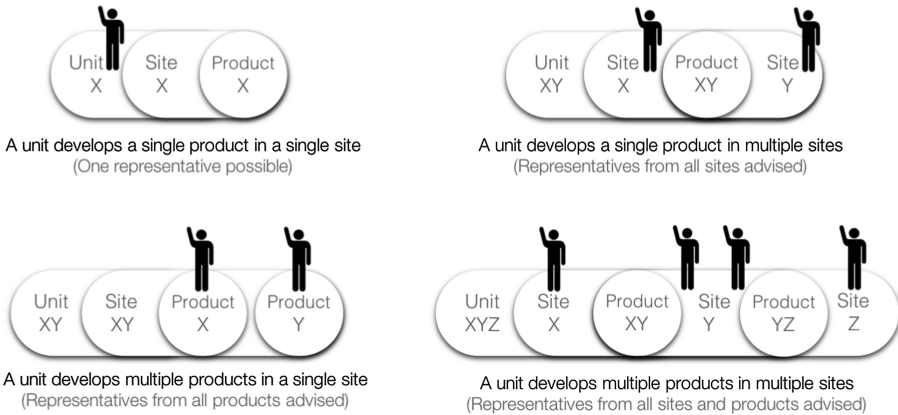 Unit
X
Site
X
Product
X
A unit develops a single product in a single site
(One representative possible)
Unit
XY
Site
X
Product
XY
Site
Y
A unit develops a single product in multiple sites
(Representatives from all sites advised)
Unit
XY
Site
XY
Product
X
Product
Y
A unit develops multiple products in a single site
(Representatives from all products advised)
Unit
XYZ
Site
X
Product
XY
Site
Y
Product
YZ
Site
Z
A unit develops multiple products in multiple sites
(Representatives from all sites and products advised)